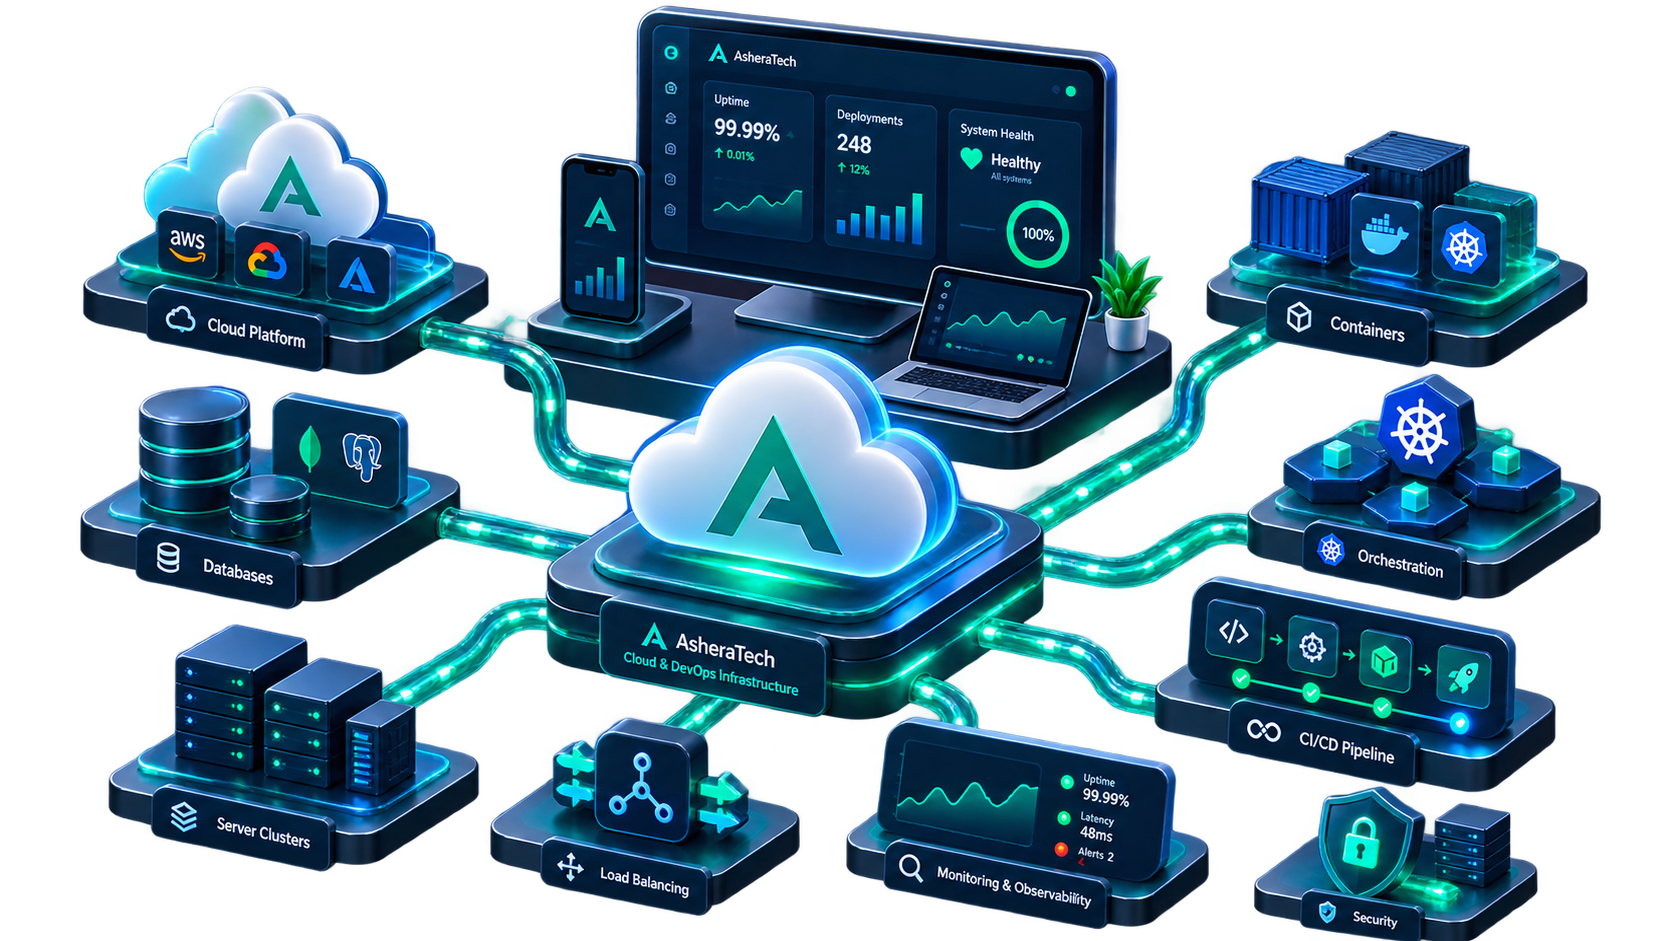 AsheraTech
Uptime
99.99%
↑ 0.01%
Deployments
248
↑ 12%
System Health
Healthy
All systems
100%
aws
Cloud Platform
Containers
Databases
Orchestration
AsheraTech
Cloud & DevOps Infrastructure
</>
CI/CD Pipeline
Server Clusters
Load Balancing
Uptime
99.99%
Latency
48ms
Alerts 2
Monitoring & Observability
Security